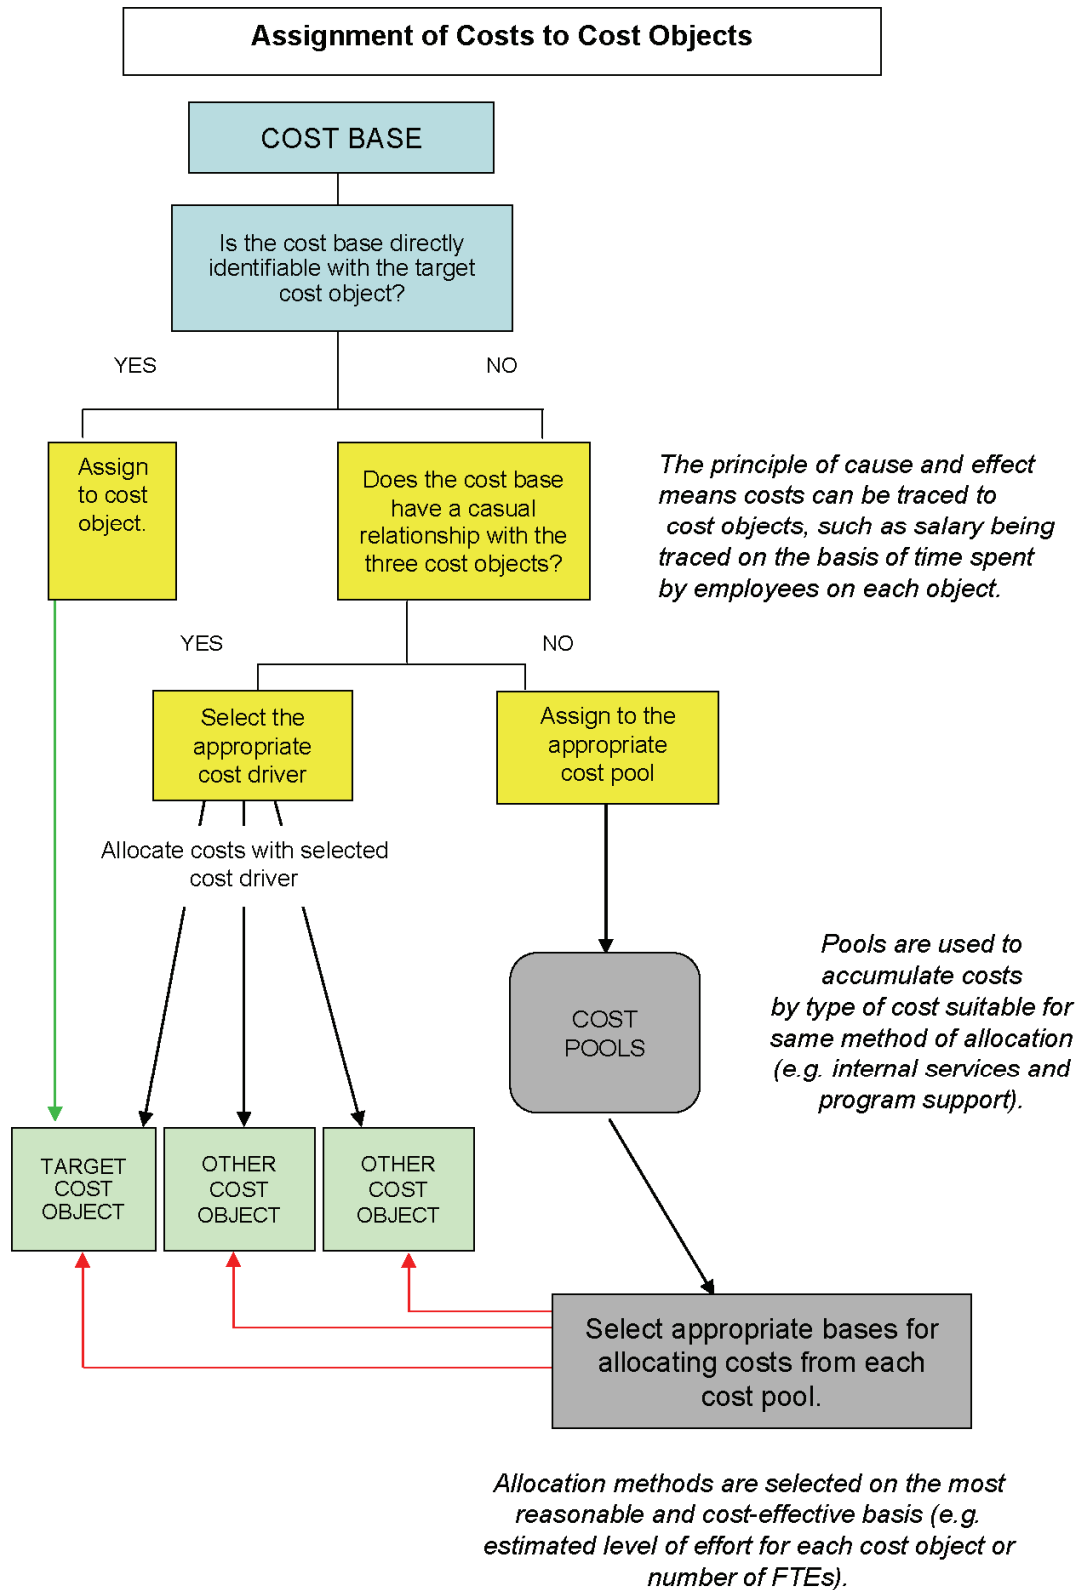 Assignment of Costs to Cost Objects
COST BASE
Is the cost base directly
identifiable with the target
cost object?
YES
NO
Assign
to cost
object.
Does the cost base
have a casual
relationship with the
three cost objects?
The principle of cause and effect
means costs can be traced to
cost objects, such as salary being
traced on the basis of time spent
by employees on each object.
YES
NO
Select the
appropriate
cost driver
Assign to the
appropriate
cost pool
Allocate costs with selected
cost driver
COST
POOLS
Pools are used to
accumulate costs
by type of cost suitable for
same method of allocation
(e.g. internal services and
program support).
TARGET
COST
OBJECT
OTHER
COST
OBJECT
OTHER
COST
OBJECT
Select appropriate bases for
allocating costs from each
cost pool.
Allocation methods are selected on the most
reasonable and cost-effective basis (e.g.
estimated level of effort for each cost object or
number of FTEs).